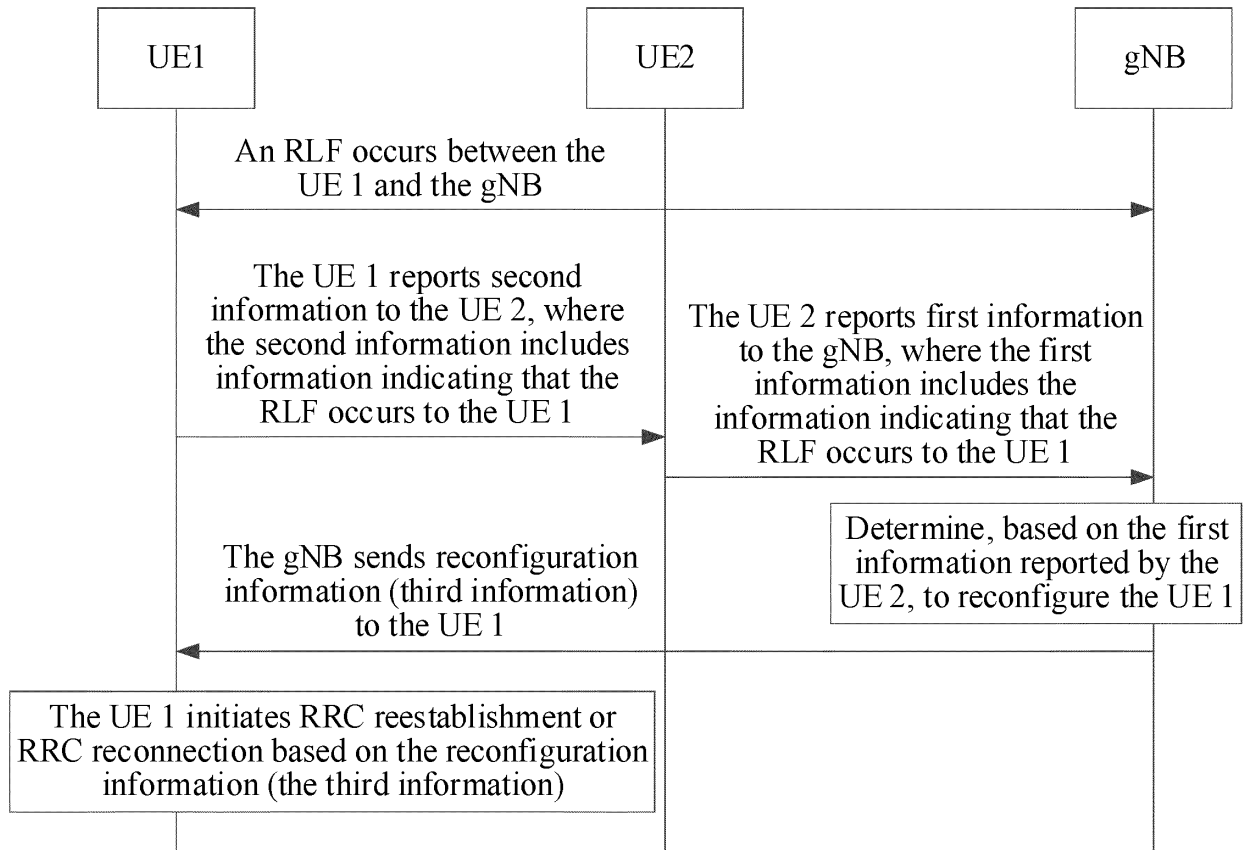 UE1
UE2
gNB
An RLF occurs between the
UE 1 and the gNB
The UE 1 reports second
information to the UE 2, where
the second information includes
information indicating that the
RLF occurs to the UE 1
The UE 2 reports first information
to the gNB, where the first
information includes the
information indicating that the
RLF occurs to the UE 1
Determine, based on the first
information reported by the
UE 2, to reconfigure the UE 1
The gNB sends reconfiguration
information (third information)
to the UE 1
The UE 1 initiates RRC reestablishment or
RRC reconnection based on the reconfiguration
information (the third information)